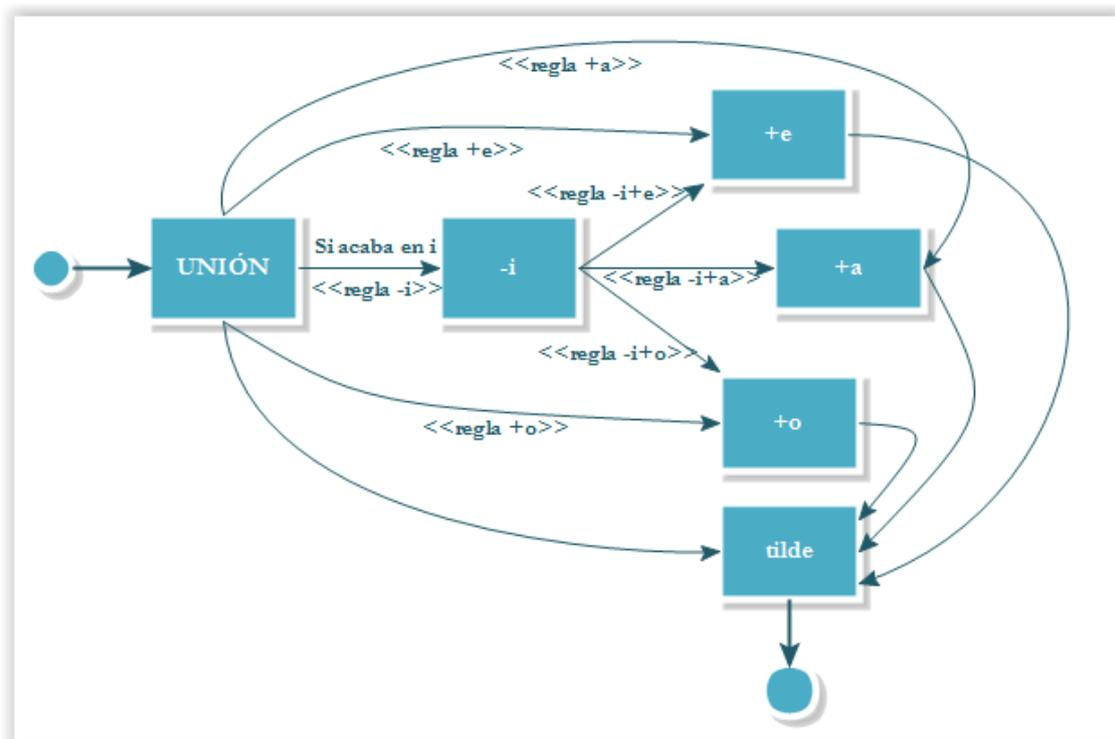 <<regla +a>>
+e
<<regla +e>>
<<regla -i+e>>
UNIÓN
Si acaba en i
<<regla -i>>
-i
<<regla -i+a>>
+a
<<regla -i+o>>
+o
<<regla +o>>
tilde